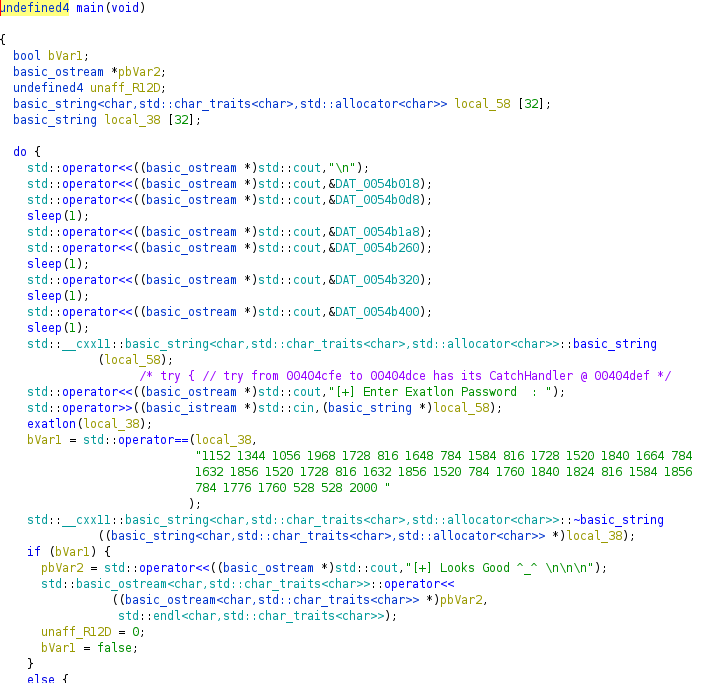 undefined4 main(void)
{
bool bVar1;
basic_ostream *pbVar2;
undefined4 unaff_R12D;
basic_string<char,std::char_traits<char>,std::allocator<char>> local_58 [32];
basic_string local_38 [32];
do {
std::operator<<((basic_ostream *)std::cout,"\n");
std::operator<<((basic_ostream *)std::cout,&DAT_0054b018);
std::operator<<((basic_ostream *)std::cout,&DAT_0054b0d8);
sleep(1);
std::operator<<((basic_ostream *)std::cout,&DAT_0054b1a8);
std::operator<<((basic_ostream *)std::cout,&DAT_0054b260);
sleep(1);
std::operator<<((basic_ostream *)std::cout,&DAT_0054b320);
sleep(1);
std::operator<<((basic_ostream *)std::cout,&DAT_0054b400);
sleep(1);
std::__cxx11::basic_string<char,std::char_traits<char>,std::allocator<char>>::basic_string
(local_58);
/* try { // try from 00404cfe to 00404dce has its CatchHandler @ 00404def */
std::operator<<((basic_ostream *)std::cout,"[+] Enter Exatlon Password  : ");
std::operator>>((basic_istream *)std::cin,(basic_string *)local_58);
exatlon(local_38);
bVar1 = std::operator==(local_38,
"1152 1344 1056 1968 1728 816 1648 784 1584 816 1728 1520 1840 1664 784
1632 1856 1520 1728 816 1632 1856 1520 784 1760 1840 1824 816 1584 1856
784 1776 1760 528 528 2000 "
);
std::__cxx11::basic_string<char,std::char_traits<char>,std::allocator<char>>::~basic_string
((basic_string<char,std::char_traits<char>,std::allocator<char>> *)local_38);
if (bVar1) {
pbVar2 = std::operator<<((basic_ostream *)std::cout,"[+] Looks Good ^_^ \n\n\n");
std::basic_ostream<char,std::char_traits<char>>::operator<<
((basic_ostream<char,std::char_traits<char>> *)pbVar2,
std::endl<char,std::char_traits<char>>);
unaff_R12D = 0;
bVar1 = false;
}
else {